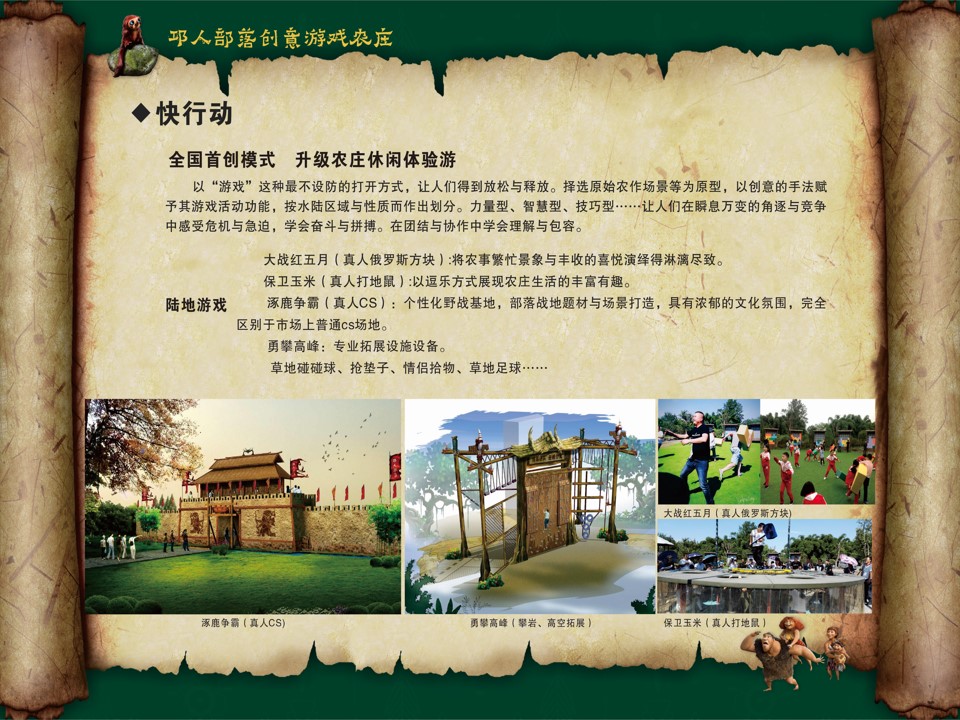 邛人部落创意游戏农庄
◆快行动
全国首创模式 升级农庄休闲体验游
以“游戏”这种最不设防的打开方式，让人们得到放松与释放。择选原始农作场景等为原型，以创意的手法赋
予其游戏活动功能，按水陆区域与性质而作出划分。力量型、智慧型、技巧型……让人们在瞬息万变的角逐与竞争
中感受危机与急迫，学会奋斗与拼搏。在团结与协作中学会理解与包容。
大战红五月（真人俄罗斯方块）:将农事繁忙景象与丰收的喜悦演绎得淋漓尽致。
保卫玉米（真人打地鼠）:以逗乐方式展现农庄生活的丰富有趣。
陆地游戏
涿鹿争霸（真人CS）：个性化野战基地，部落战地题材与场景打造，具有浓郁的文化氛围，完全
区别于市场上普通cs场地。
勇攀高峰：专业拓展设施设备。
草地碰碰球、抢垫子、情侣拾物、草地足球……
大战红五月（真人俄罗斯方块)
涿鹿争霸（真人CS)
勇攀高峰（攀岩、高空拓展）
保卫玉米（真人打地鼠）